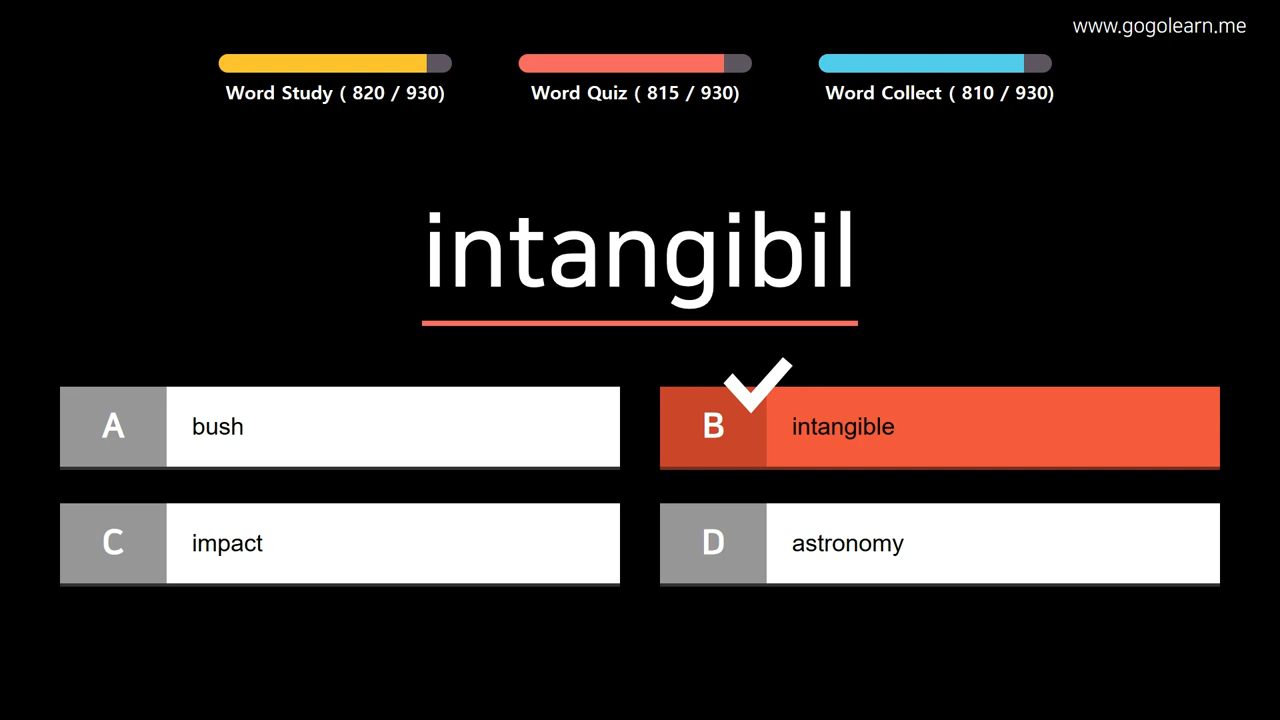 www.gogolearn.me
Word Study ( 820 / 930)
Word Quiz ( 815 / 930)
Word Collect ( 810 / 930)
intangibil
A bush
B intangible
C impact
D astronomy